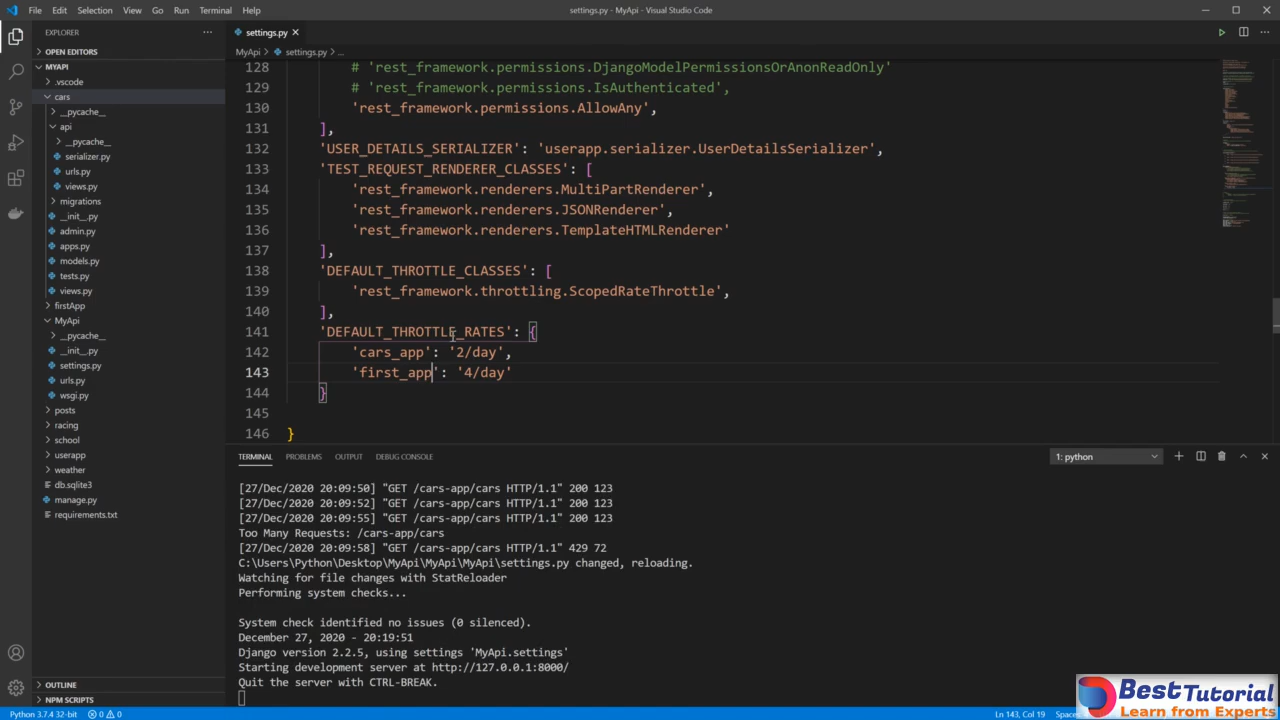 File Edit Selection View Go Run Terminal Help
settings.py - MyApi - Visual Studio Code
EXPLORER
OPEN EDITORS
MYAPI
.vscode
cars
__pycache__
api
__pycache__
serializer.py
urls.py
views.py
migrations
__init__.py
admin.py
apps.py
models.py
tests.py
views.py
firstApp
MyApi
__pycache__
__init__.py
settings.py
urls.py
wsgi.py
posts
racing
school
userapp
weather
db.sqlite3
manage.py
requirements.txt
OUTLINE
NPM SCRIPTS
settings.py
MyApi > settings.py > ...
128 # 'rest_framework.permissions.DjangoModelPermissionsOrAnonReadOnly'
129 # 'rest_framework.permissions.IsAuthenticated',
130 'rest_framework.permissions.AllowAny',
131 ],
132 'USER_DETAILS_SERIALIZER': 'userapp.serializer.UserDetailsSerializer',
133 'TEST_REQUEST_RENDERER_CLASSES': [
134 'rest_framework.renderers.MultiPartRenderer',
135 'rest_framework.renderers.JSONRenderer',
136 'rest_framework.renderers.TemplateHTMLRenderer'
137 ],
138 'DEFAULT_THROTTLE_CLASSES': [
139 'rest_framework.throttling.ScopedRateThrottle',
140 ],
141 'DEFAULT_THROTTLE_RATES': {
142 'cars_app': '2/day',
143 'first_app': '4/day'
144 }
145
146 }
TERMINAL PROBLEMS OUTPUT DEBUG CONSOLE
1: python
[27/Dec/2020 20:09:50] "GET /cars-app/cars HTTP/1.1" 200 123
[27/Dec/2020 20:09:52] "GET /cars-app/cars HTTP/1.1" 200 123
[27/Dec/2020 20:09:55] "GET /cars-app/cars HTTP/1.1" 200 123
Too Many Requests: /cars-app/cars
[27/Dec/2020 20:09:58] "GET /cars-app/cars HTTP/1.1" 429 72
C:\Users\Python\Desktop\MyApi\MyApi\MyApi\settings.py changed, reloading.
Watching for file changes with StatReloader
Performing system checks...
System check identified no issues (0 silenced).
December 27, 2020 - 20:19:51
Django version 2.2.5, using settings 'MyApi.settings'
Starting development server at http://127.0.0.1:8000/
Quit the server with CTRL-BREAK.
Python 3.7.4 32-bit 0 0
Ln 143, Col 19
BestTutorial
Learn from Experts